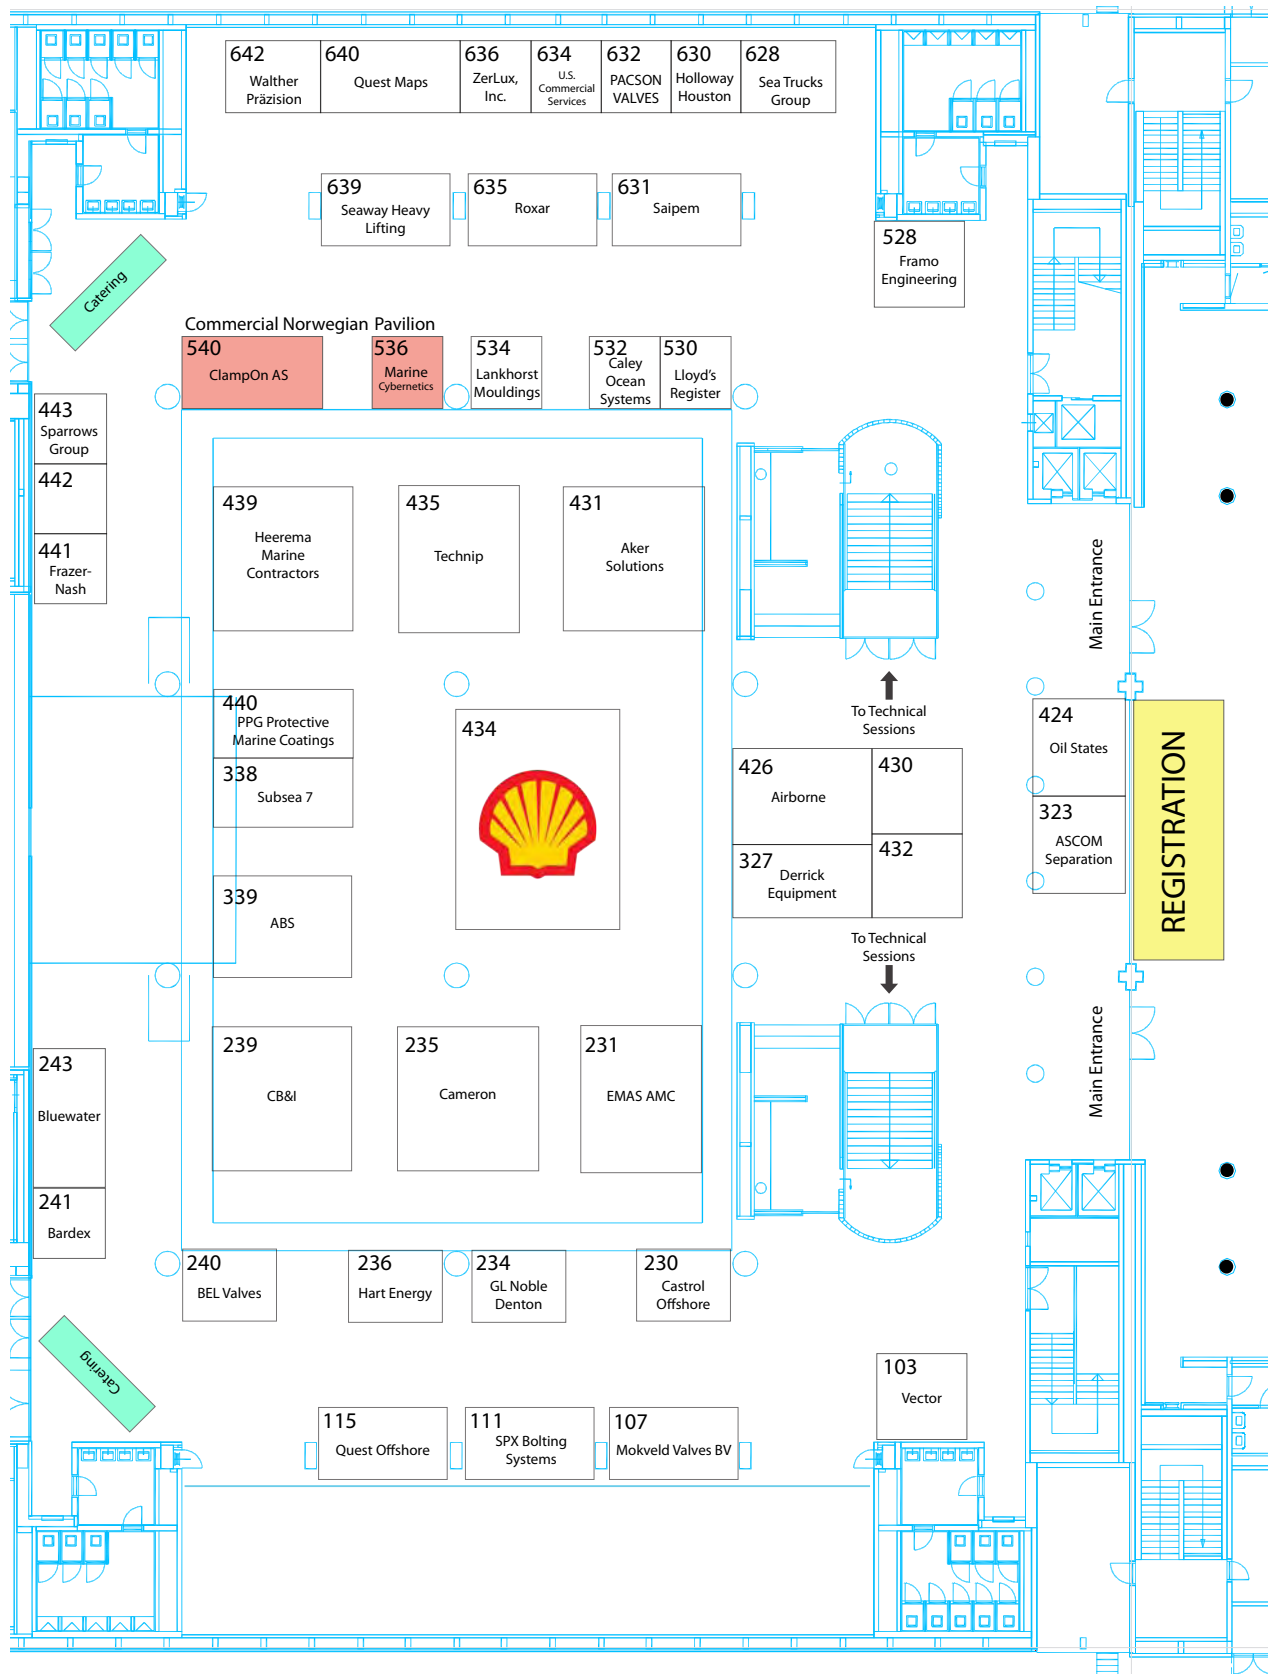 642
Walther
Präzision
640
Quest Maps
636
ZerLux,
Inc.
634
U.S.
Commercial
Services
632
PACSON
VALVES
630
Holloway
Houston
628
Sea Trucks
Group
639
Seaway Heavy
Lifting
635
Roxar
631
Saipem
528
Framo
Engineering
Catering
Commercial Norwegian Pavilion
540
ClampOn AS
536
Marine
Cybernetics
534
Lankhorst
Mouldings
532
Caley
Ocean
Systems
530
Lloyd's
Register
443
Sparrows
Group
442
441
Frazer-
Nash
439
Heerema
Marine
Contractors
435
Technip
431
Aker
Solutions
Main Entrance
440
PPG Protective
Marine Coatings
338
Subsea 7
434
To Technical
Sessions
426
Airborne
430
424
Oil States
327
Derrick
Equipment
432
323
ASCOM
Separation
REGISTRATION
339
ABS
To Technical
Sessions
Main Entrance
239
CB&I
235
Cameron
231
EMAS AMC
243
Bluewater
241
Bardex
240
BEL Valves
236
Hart Energy
234
GL Noble
Denton
230
Castrol
Offshore
Catering
103
Vector
115
Quest Offshore
111
SPX Bolting
Systems
107
Mokveld Valves BV